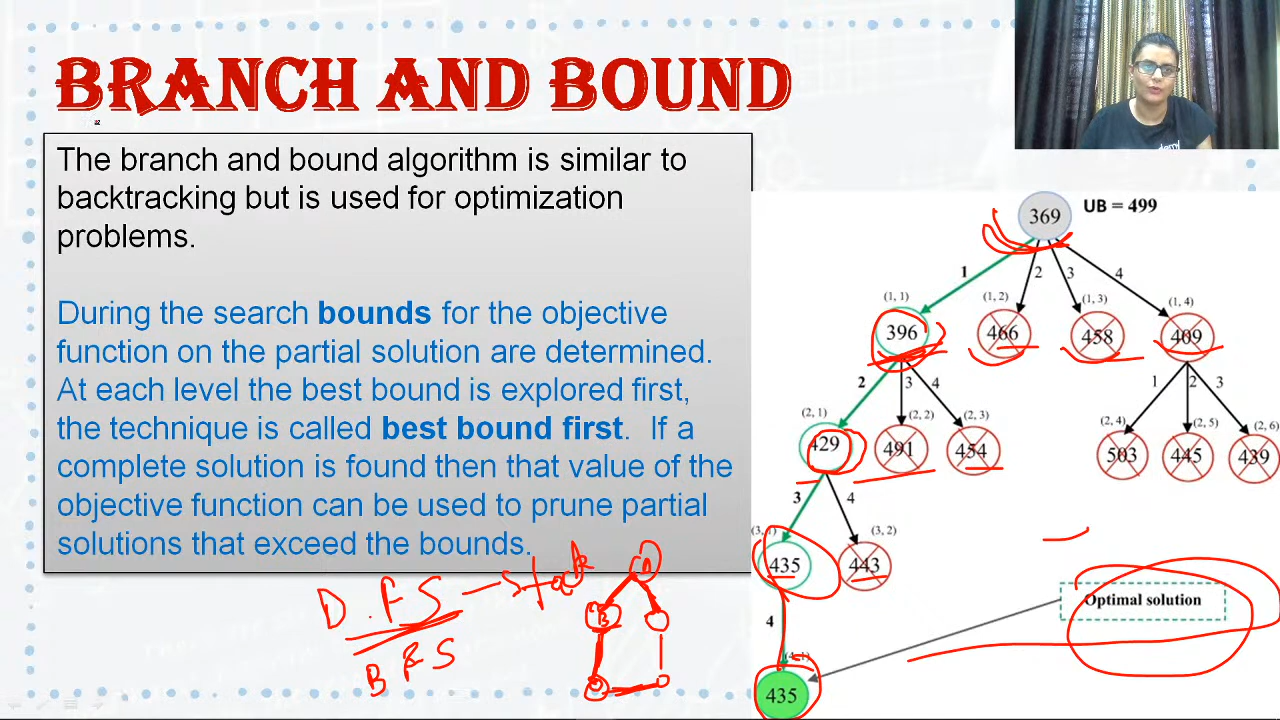 BRANCH AND BOUND
The branch and bound algorithm is similar to
backtracking but is used for optimization
problems.
During the search bounds for the objective
function on the partial solution are determined.
At each level the best bound is explored first,
the technique is called best bound first. If a
complete solution is found then that value of the
objective function can be used to prune partial
solutions that exceed the bounds.
369 UB = 499
1 2 3 4
(1, 1) (1, 2) (1, 3) (1, 4)
396 466 458 409
2 3 4 1 2 3
(2, 1) (2, 2) (2, 3) (2, 4) (2, 5) (2, 6)
429 491 454 503 445 439
3 4
(3, 2)
435 443
Optimal solution
4
435
D.F.S - stack
BFS
A
B